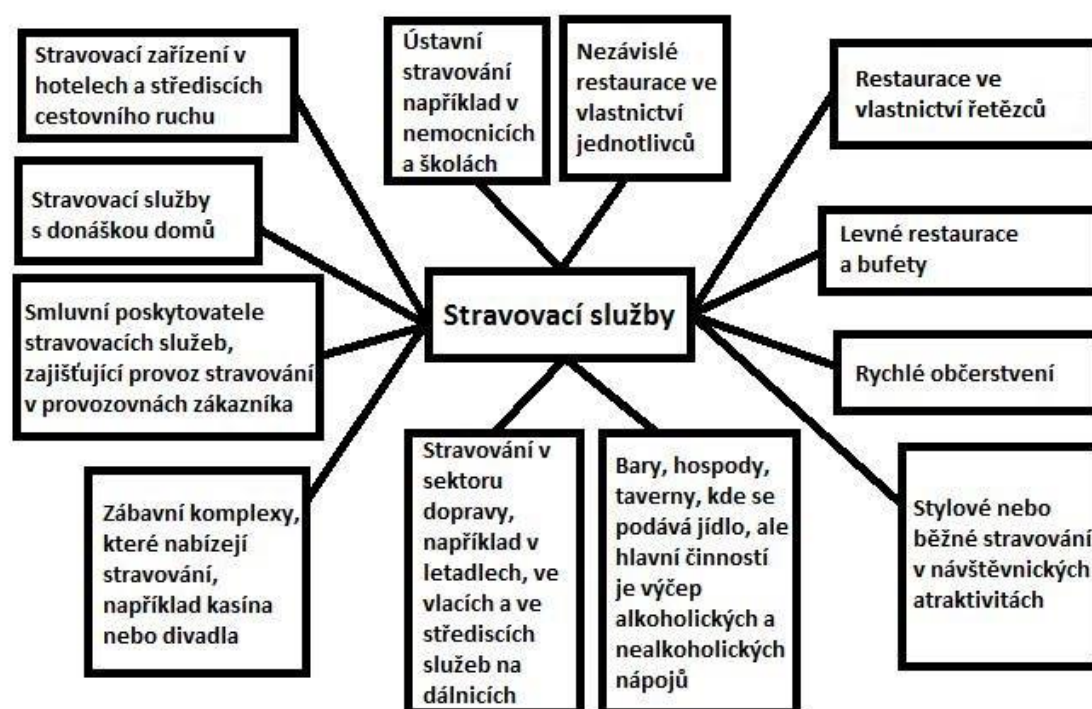 Stravovací zařízení v
hotelech a střediscích
cestovního ruchu
Ústavní
stravování
například v
nemocnicích
a školách
Nezávislé
restaurace ve
vlastnictví
jednotlivců
Restaurace ve
vlastnictví řetězců
Stravovací služby
s donáškou domů
Levné restaurace
a bufety
Stravovací služby
Smluvní poskytovatele
stravovacích služeb,
zajišťující provoz stravování
v provozovnách zákazníka
Rychlé občerstvení
Zábavní komplexy,
které nabízejí
stravování,
například kasína
nebo divadla
Stravování v
sektoru
dopravy,
například v
letadlech, ve
vlacích a ve
střediscích
služeb na
dálnicích
Bary, hospody,
taverny, kde se
podává jídlo, ale
hlavní činností
je výčep
alkoholických a
nealkoholických
nápojů
Stylové nebo
běžné stravování
v návštěvnických
atraktivitách